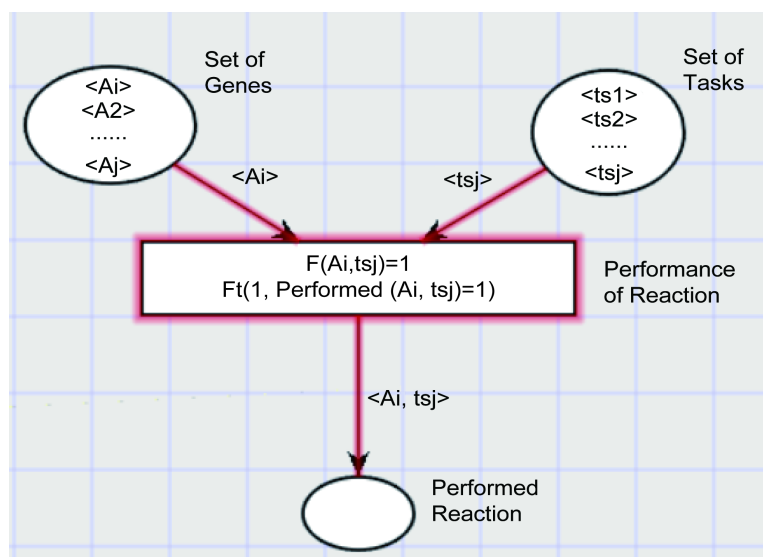 Set of
Genes
<Ai>
<A2>
......
<Aj>
Set of
Tasks
<ts1>
<ts2>
......
<tsj>
<Ai>
<tsj>
F(Ai,tsj)=1
Ft(1, Performed (Ai, tsj)=1)
Performance
of Reaction
<Ai, tsj>
Performed
Reaction